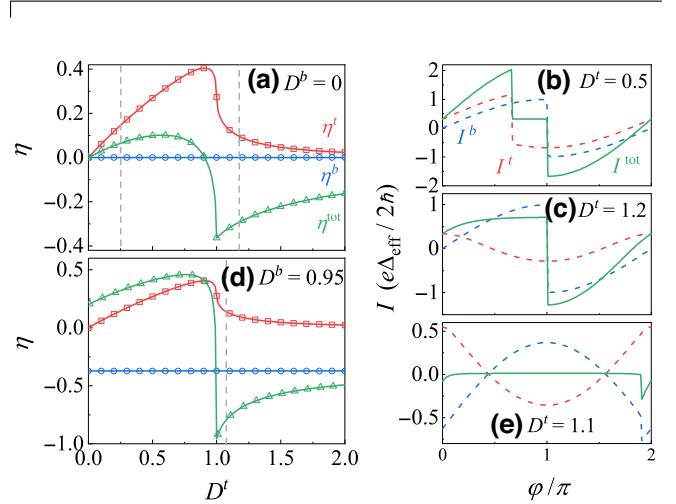 0.4
0.2
0.0
−0.2
−0.4
η
(a) D^b = 0
η^t
η^b
η^tot
(d) D^b = 0.95
0.5
0.0
−0.5
−1.0
η
0.0 0.5 1.0 1.5 2.0
D^t
2
1
0
−1
−2
(b) D^t = 0.5
I^b
I^t
I^tot
1
0
−1
(c) D^t = 1.2
I (eΔ_eff / 2ħ)
0.5
0.0
−0.5
(e) D^t = 1.1
0 1 2
φ/π